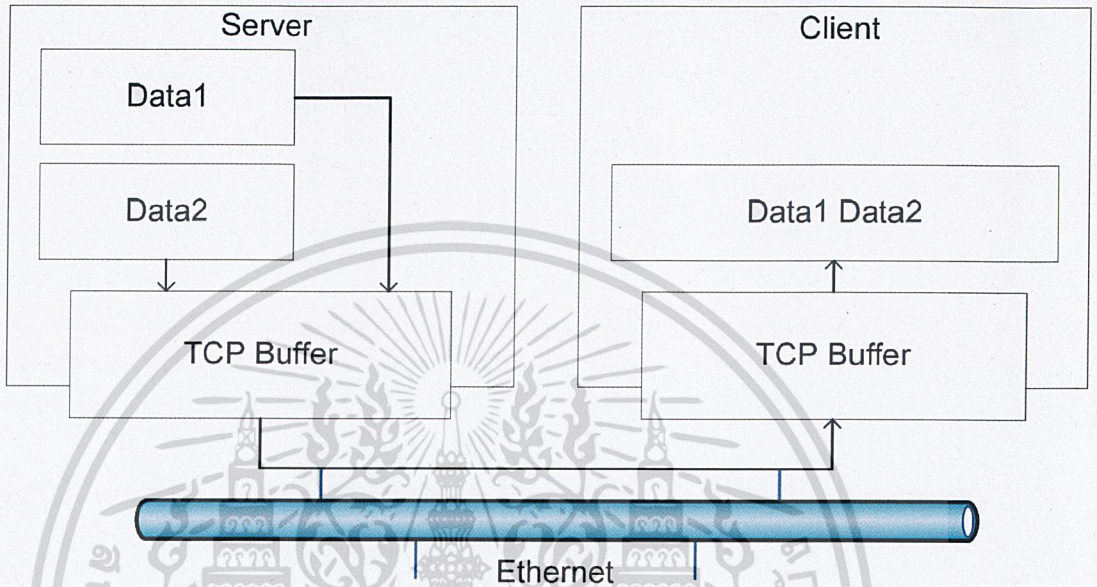 Server
Client
Data1
Data2
Data1 Data2
TCP Buffer
TCP Buffer
Ethernet